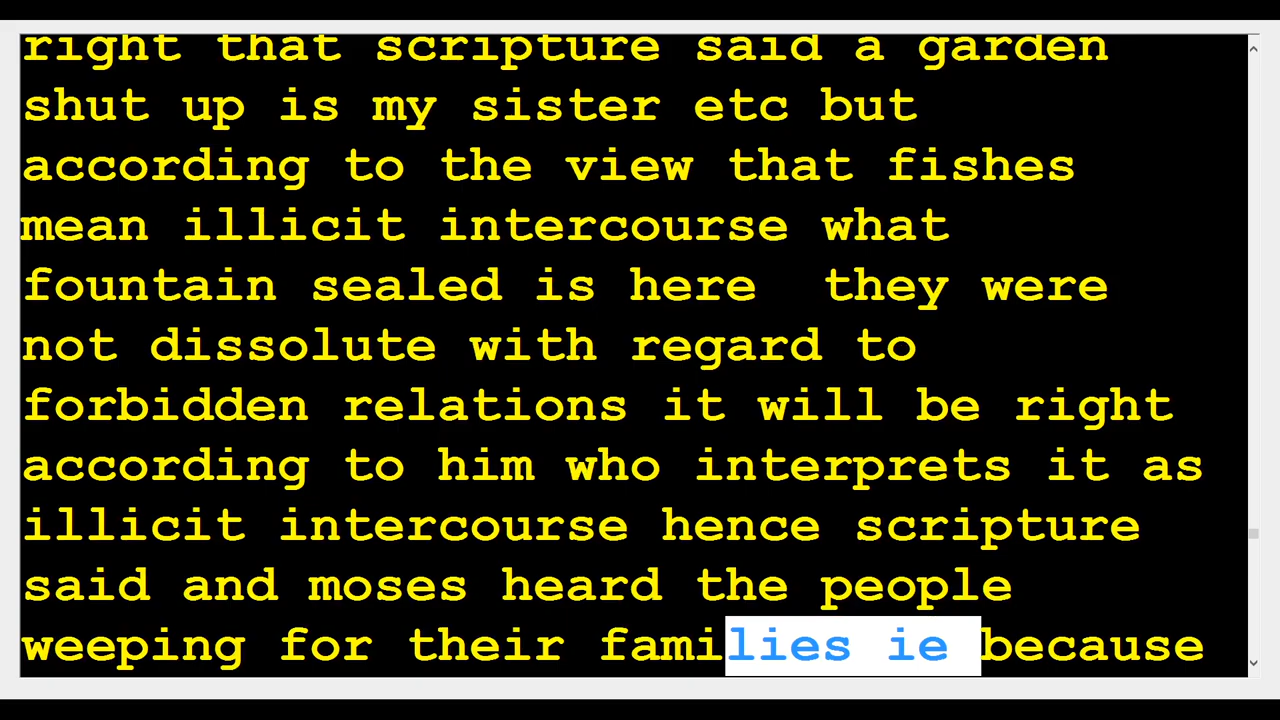 right that scripture said a garden
shut up is my sister etc but
according to the view that fishes
mean illicit intercourse what
fountain sealed is here  they were
not dissolute with regard to
forbidden relations it will be right
according to him who interprets it as
illicit intercourse hence scripture
said and moses heard the people
weeping for their families ie because